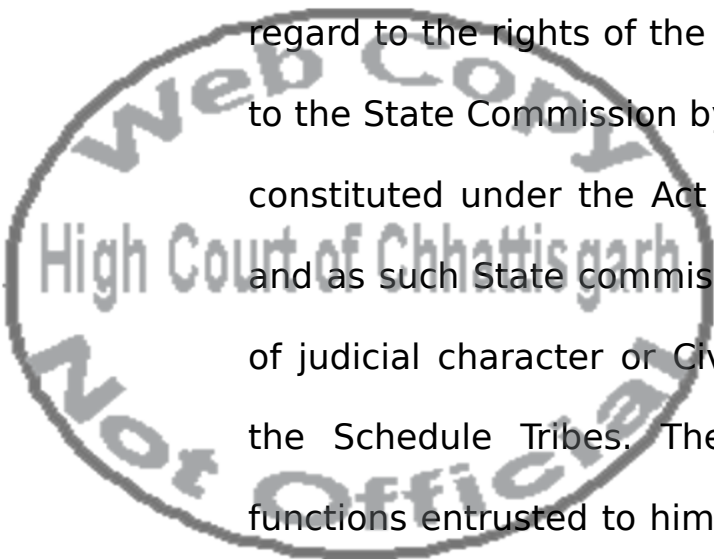 regard to the rights of the
to the State Commission by
constituted under the Act
and as such State commis
of judicial character or Civ
the Schedule Tribes. The
functions entrusted to him
Web Copy
High Court of Chhattisgarh
Not Official